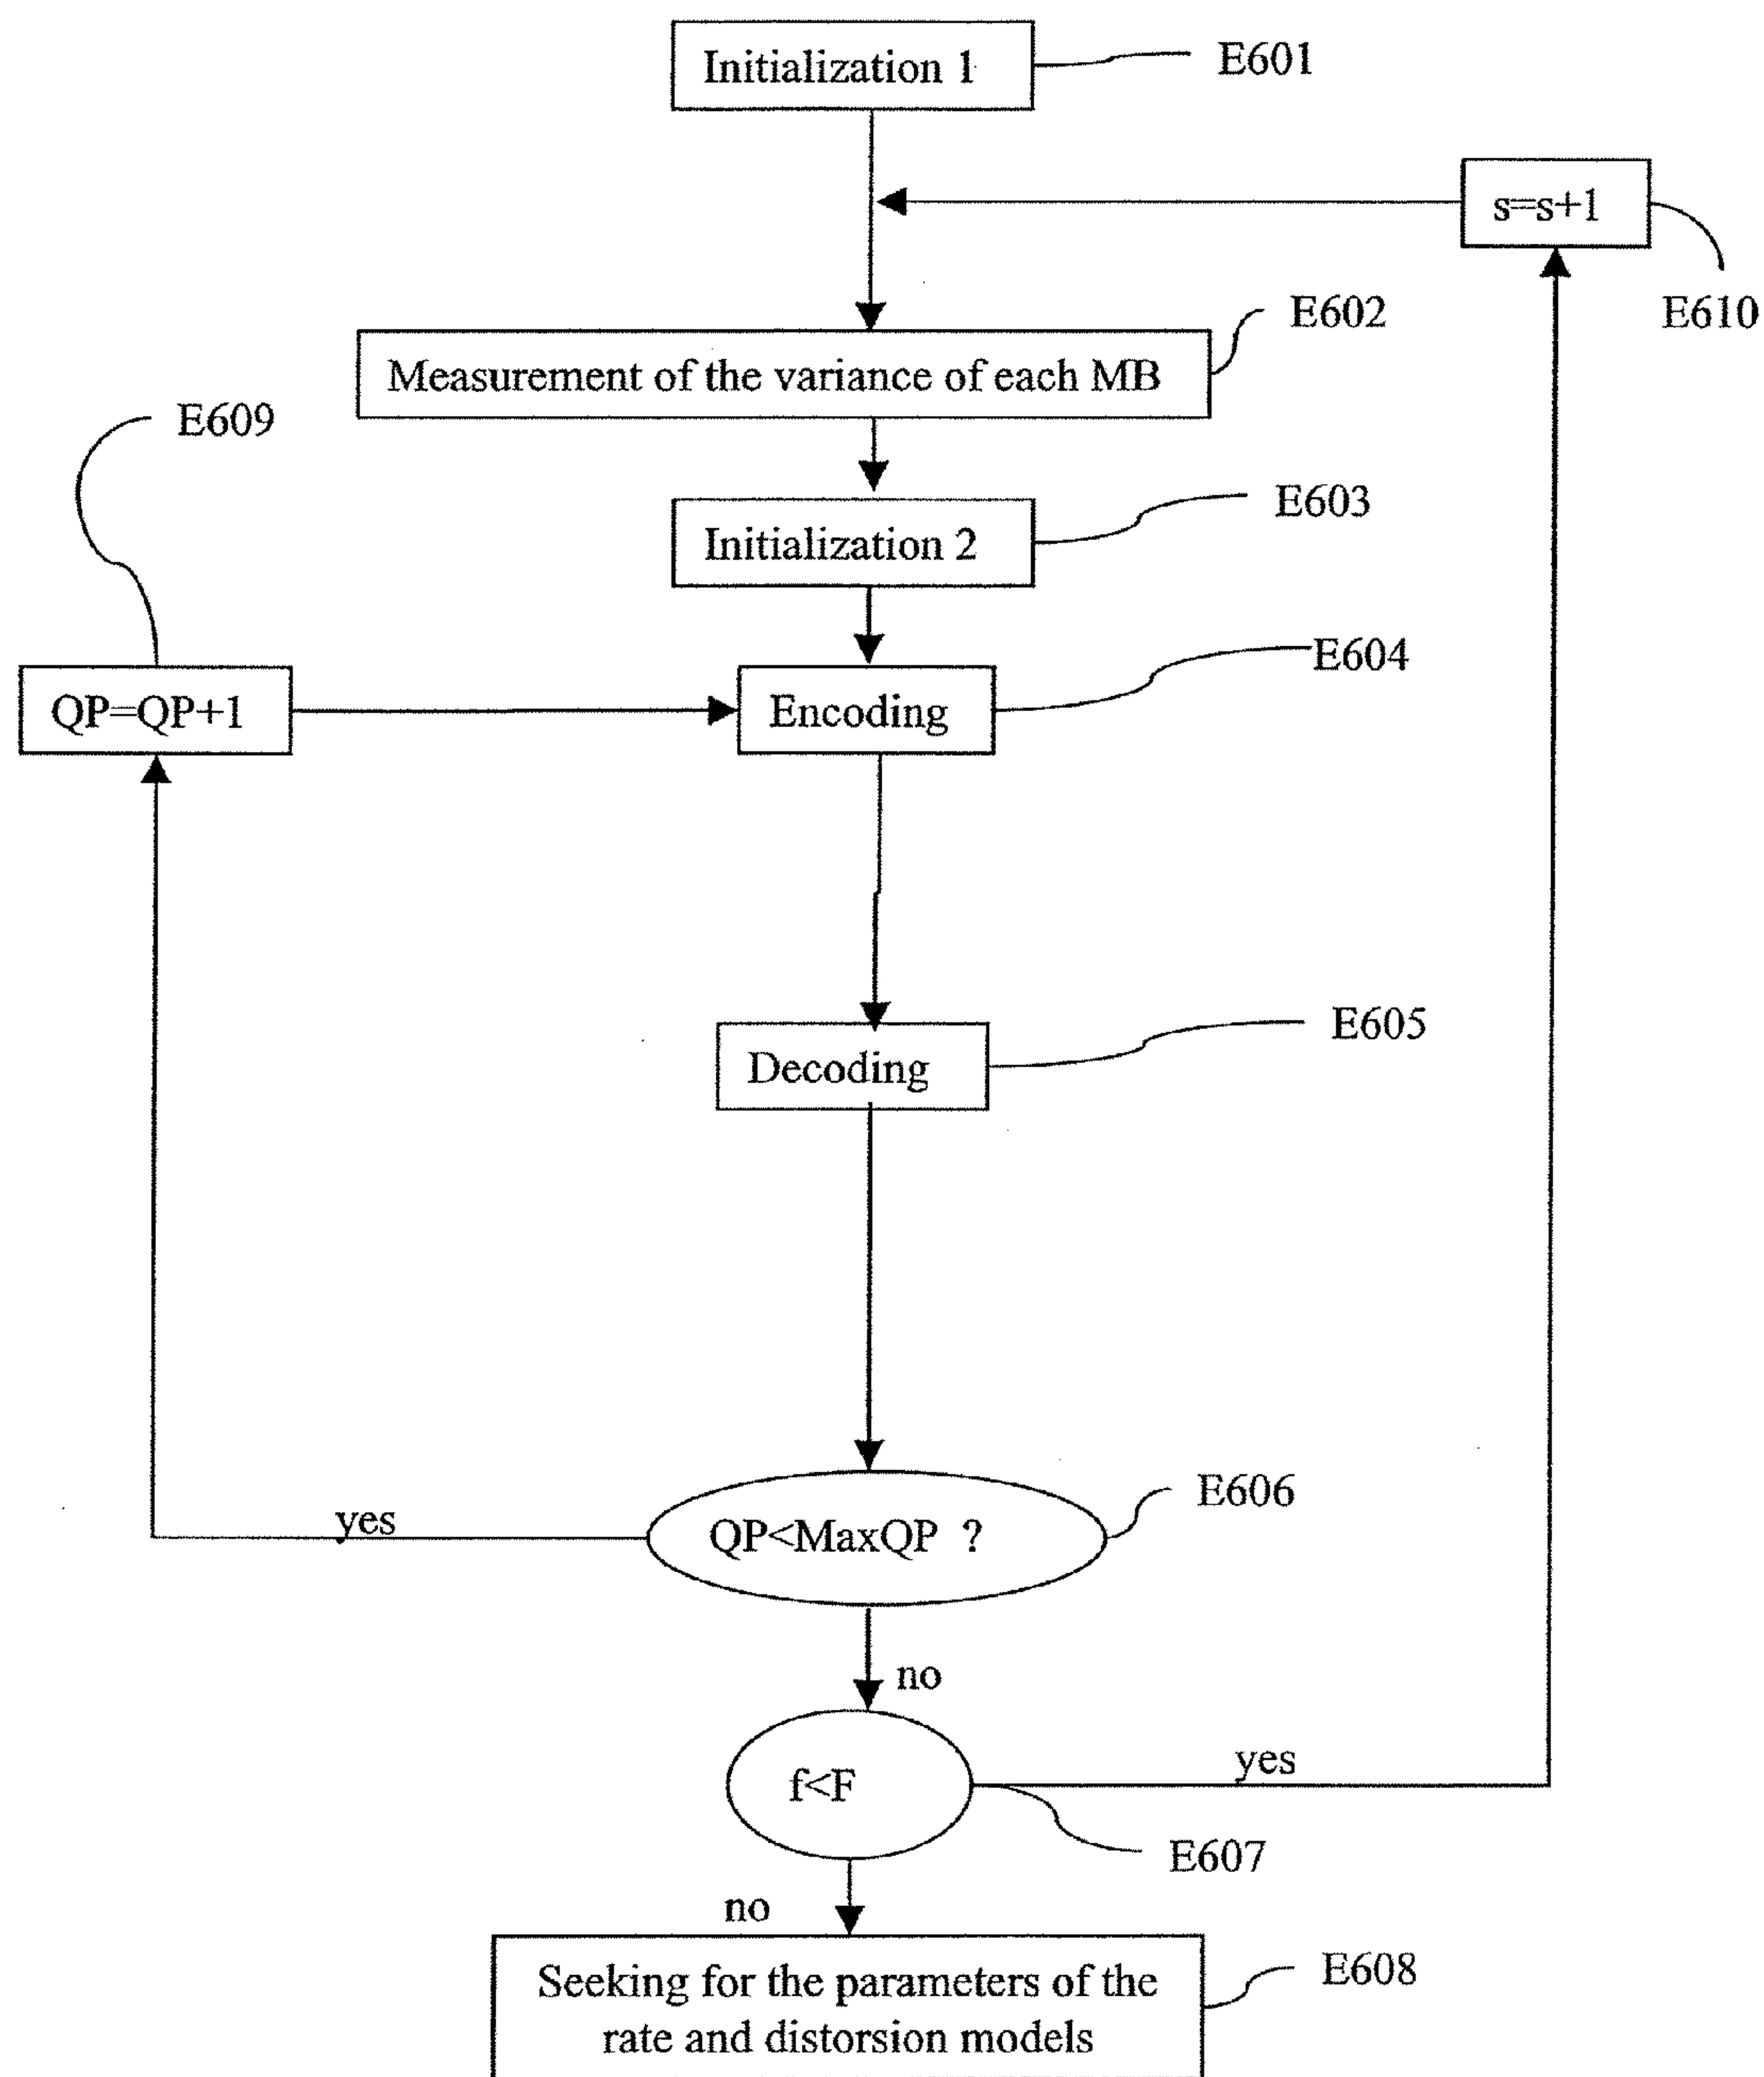 Initialization 1
E601
s=s+1
E610
E602
Measurement of the variance of each MB
E609
E603
Initialization 2
E604
QP=QP+1
Encoding
E605
Decoding
E606
yes
QP<MaxQP ?
no
f<F
yes
E607
no
E608
Seeking for the parameters of the
rate and distorsion models